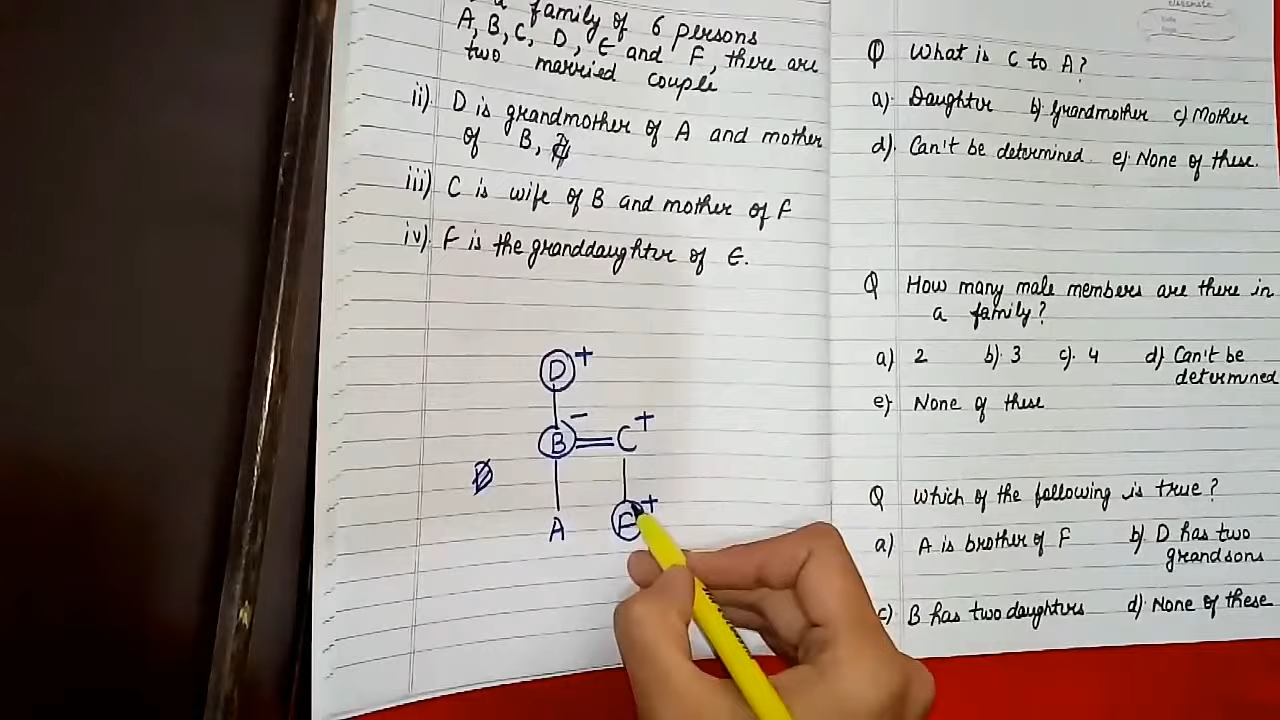 family of 6 persons
A, B, C, D, E and F, there are
two married couple
ii) D is grandmother of A and mother
of B,
iii) C is wife of B and mother of F
iv) F is the granddaughter of E.
D +
B - = C +
A F +
Q What is C to A?
a) Daughter b) Grandmother c) Mother
d) Can't be determined e) None of these.
Q How many male members are there in
a family?
a) 2 b) 3 c) 4 d) Can't be
determined
e) None of these
Q Which of the following is true?
a) A is brother of F b) D has two
grandsons
c) B has two daughters d) None of these